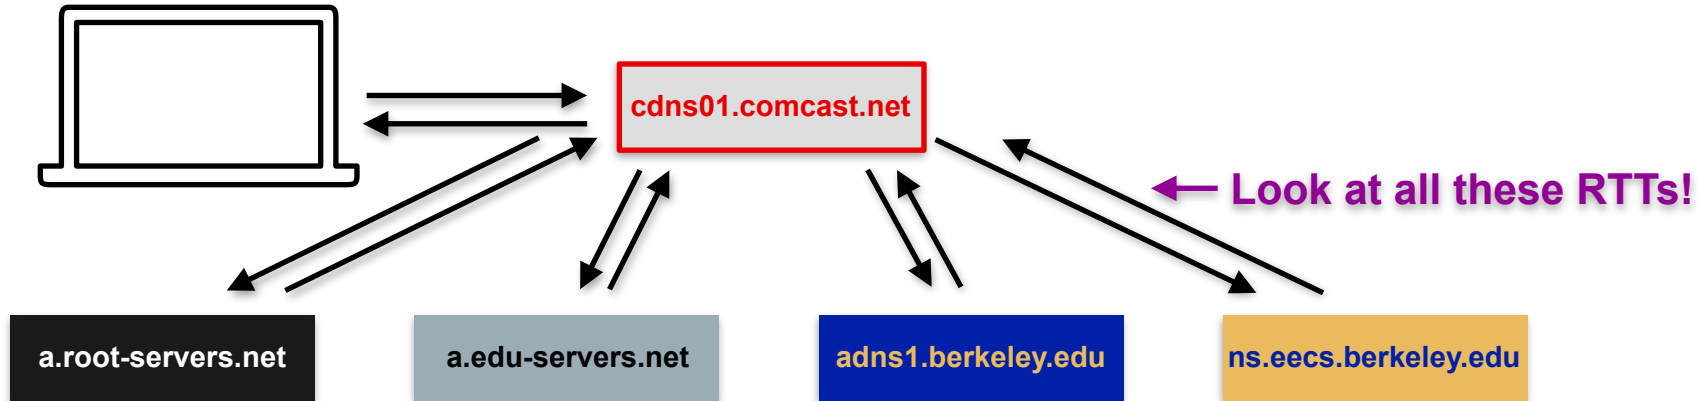 cdns01.comcast.net
Look at all these RTTs!
a.root-servers.net
a.edu-servers.net
adns1.berkeley.edu
ns.eecs.berkeley.edu